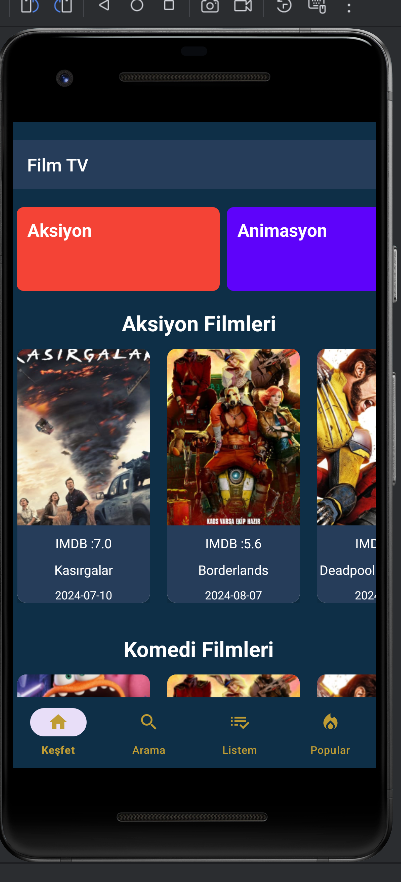 Film TV
Aksiyon
Animasyon
Aksiyon Filmleri
KASIRGALAR
KAOS VARSA EKİP HAZIR
IMDB :7.0
IMDB :5.6
IMD
Kasırgalar
Borderlands
Deadpool
2024-07-10
2024-08-07
2024
Komedi Filmleri
Keşfet
Arama
Listem
Popular